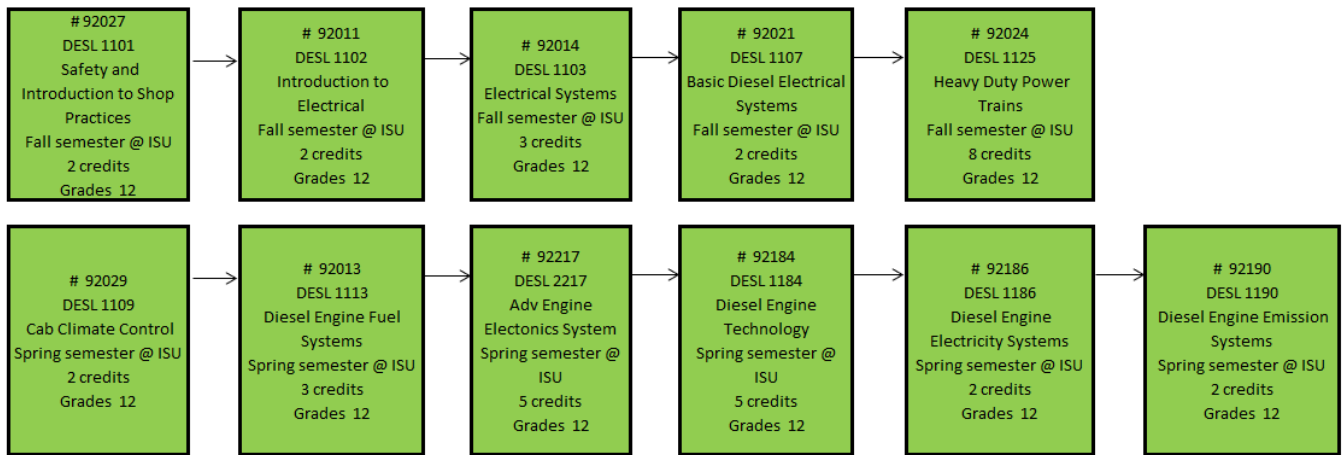 # 92027
DESL 1101
Safety and
Introduction to Shop
Practices
Fall semester @ ISU
2 credits
Grades 12
# 92011
DESL 1102
Introduction to
Electrical
Fall semester @ ISU
2 credits
Grades 12
# 92014
DESL 1103
Electrical Systems
Fall semester @ ISU
3 credits
Grades 12
# 92021
DESL 1107
Basic Diesel Electrical
Systems
Fall semester @ ISU
2 credits
Grades 12
# 92024
DESL 1125
Heavy Duty Power
Trains
Fall semester @ ISU
8 credits
Grades 12
# 92029
DESL 1109
Cab Climate Control
Spring semester @ ISU
2 credits
Grades 12
# 92013
DESL 1113
Diesel Engine Fuel
Systems
Spring semester @ ISU
3 credits
Grades 12
# 92217
DESL 2217
Adv Engine
Electonics System
Spring semester @
ISU
5 credits
Grades 12
# 92184
DESL 1184
Diesel Engine
Technology
Spring semester @
ISU
5 credits
Grades 12
# 92186
DESL 1186
Diesel Engine
Electricity Systems
Spring semester @ ISU
2 credits
Grades 12
# 92190
DESL 1190
Diesel Engine Emission
Systems
Spring semester @ ISU
2 credits
Grades 12